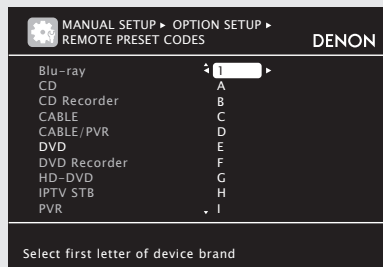 MANUAL SETUP ▸ OPTION SETUP ▸
REMOTE PRESET CODES
DENON
Blu-ray 1
CD A
CD Recorder B
CABLE C
CABLE/PVR D
DVD E
DVD Recorder F
HD-DVD G
IPTV STB H
PVR I
Select first letter of device brand